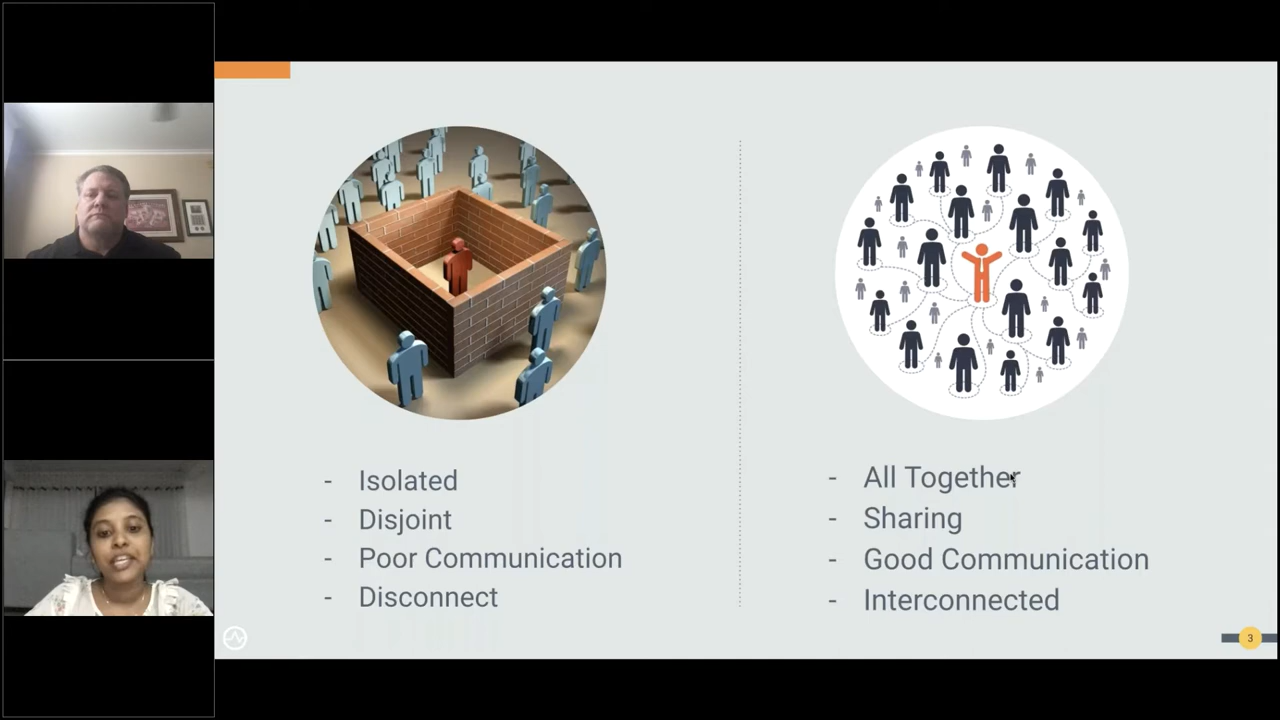 - Isolated
- Disjoint
- Poor Communication
- Disconnect
- All Together
- Sharing
- Good Communication
- Interconnected
3